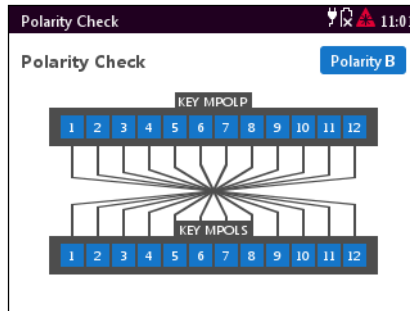 Polarity Check 11:01
Polarity Check Polarity B
KEY MPOLP
1 2 3 4 5 6 7 8 9 10 11 12
KEY MPOLS
1 2 3 4 5 6 7 8 9 10 11 12